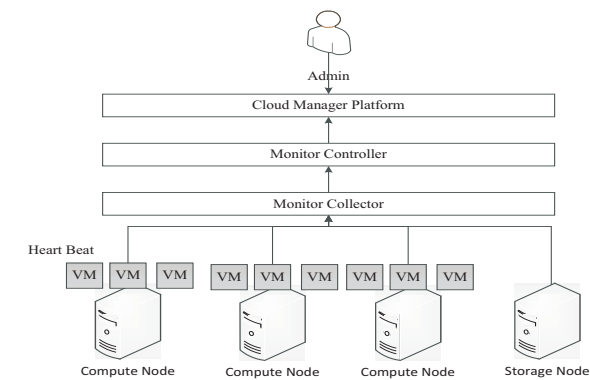 Admin
Cloud Manager Platform
Monitor Controller
Monitor Collector
Heart Beat
VM VM VM VM VM VM VM VM VM
Compute Node Compute Node Compute Node Storage Node